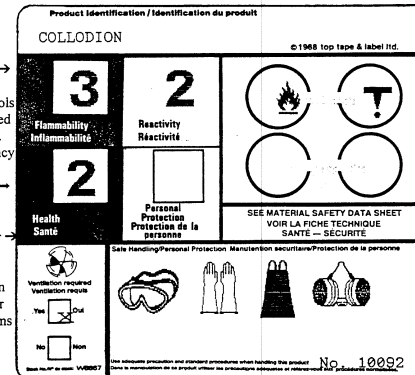 Product Identification / Identification du produit
COLLODION
© 1988 top tape & label ltd.
3
Flammability
Inflammabilité
2
Reactivity
Réactivité
2
Health
Santé
Personal
Protection
Protection de la
personne
SEE MATERIAL SAFETY DATA SHEET
VOIR LA FICHE TECHNIQUE
SANTÉ — SÉCURITÉ
Safe Handling/Personal Protection Manutention securitaire/Protection de la personne
Ventilation required
Ventilation requis
Yes Oui
No Non
Use adequate precaution and standard procedures when handling this product
No. 10092